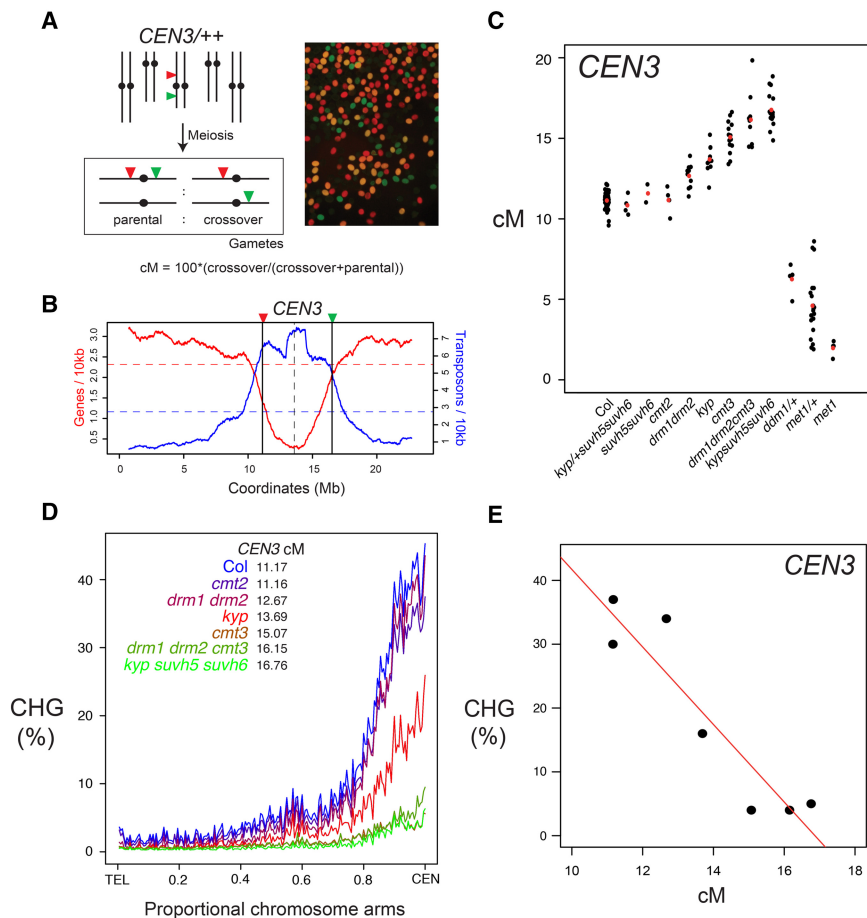 A
CEN3/++
Meiosis
:
parental : crossover
Gametes
cM = 100*(crossover/(crossover+parental))
B
CEN3
Genes / 10kb
3.0
2.5
2.0
1.5
1.0
0.5
Transposons / 10kb
7
6
5
4
3
2
1
0 5 10 15 20
Coordinates (Mb)
C
CEN3
cM
20
15
10
5
0
Col
kyp/+suvh5suvh6
suvh5suvh6
cmt2
drm1drm2
kyp
cmt3
drm1drm2cmt3
kypsuvh5suvh6
ddm1/+
met1/+
met1
D
CEN3 cM
Col 11.17
cmt2 11.16
drm1 drm2 12.67
kyp 13.69
cmt3 15.07
drm1 drm2 cmt3 16.15
kyp suvh5 suvh6 16.76
CHG
(%)
40
30
20
10
0
TEL 0.2 0.4 0.6 0.8 CEN
Proportional chromosome arms
E
CEN3
CHG
(%)
40
30
20
10
0
10 12 14 16 18
cM